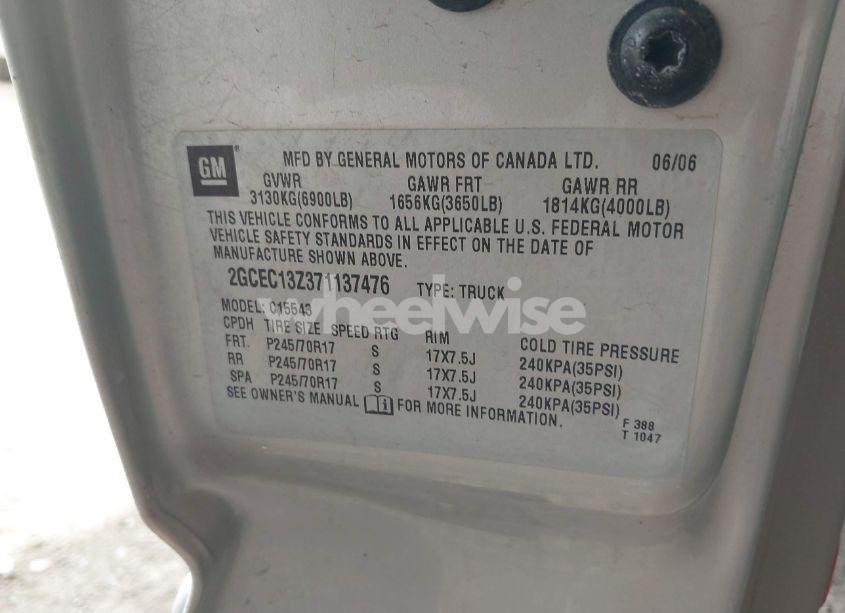 GM
MFD BY GENERAL MOTORS OF CANADA LTD. 06/06
GVWR GAWR FRT GAWR RR
3130KG(6900LB) 1656KG(3650LB) 1814KG(4000LB)
THIS VEHICLE CONFORMS TO ALL APPLICABLE U.S. FEDERAL MOTOR
VEHICLE SAFETY STANDARDS IN EFFECT ON THE DATE OF
MANUFACTURE SHOWN ABOVE.
2GCEC13Z371137476 TYPE: TRUCK
MODEL: C15543
CPDH TIRE SIZE SPEED RTG RIM COLD TIRE PRESSURE
FRT. P245/70R17 S 17X7.5J 240KPA(35PSI)
RR P245/70R17 S 17X7.5J 240KPA(35PSI)
SPA P245/70R17 S 17X7.5J 240KPA(35PSI)
SEE OWNER'S MANUAL FOR MORE INFORMATION.
F 388
T 1047
wheelwise